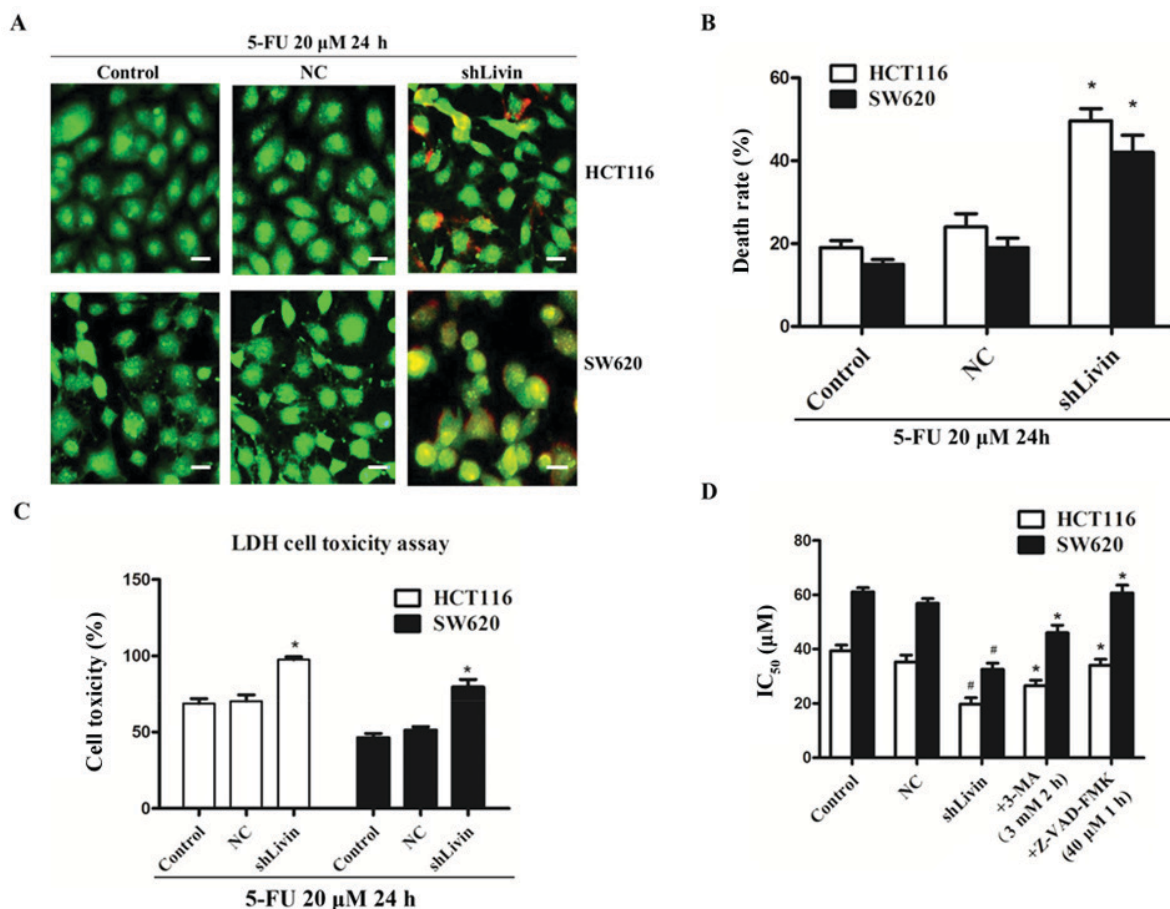 A
5-FU 20 µM 24 h
Control NC shLivin
HCT116
SW620
B
HCT116
SW620
60
40
20
0
Death rate (%)
Control NC shLivin
* *
5-FU 20 µM 24h
C
LDH cell toxicity assay
HCT116
SW620
150
100
50
0
Cell toxicity (%)
* *
Control NC shLivin Control NC shLivin
5-FU 20 µM 24 h
D
HCT116
SW620
80
60
40
20
0
IC50 (µM)
# # * * * *
Control NC shLivin +3-MA +Z-VAD-FMK
(3 mM 2 h) (40 µM 1 h)